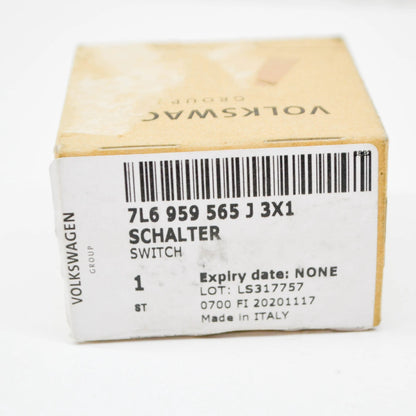 VOLKSWAG
GROUP
7L6 959 565 J 3X1
SCHALTER
SWITCH
1
ST
Expiry date: NONE
LOT: LS317757
0700 FI 20201117
Made in ITALY
VOLKSWAGEN
GROUP